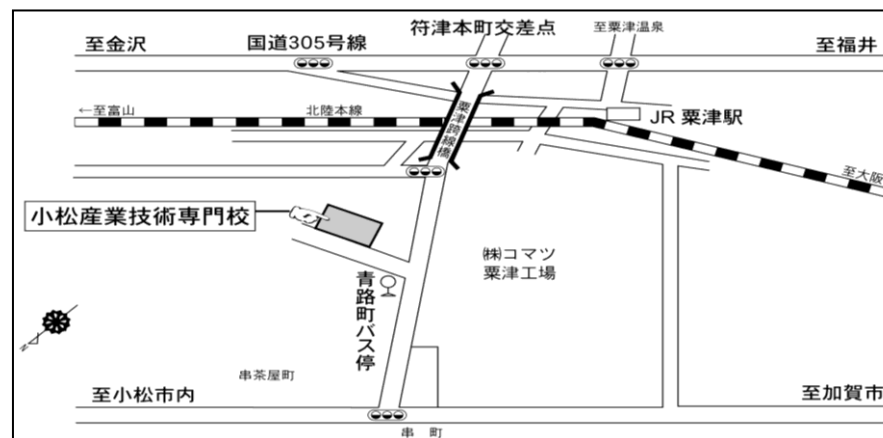 符津本町交差点
至粟津温泉
至金沢
国道305号線
至福井
←至富山
北陸本線
粟津跨線橋
JR 粟津駅
至大阪
小松産業技術専門校
㈱コマツ
粟津工場
青路町バス停
N
串茶屋町
至小松市内
至加賀市
串 町